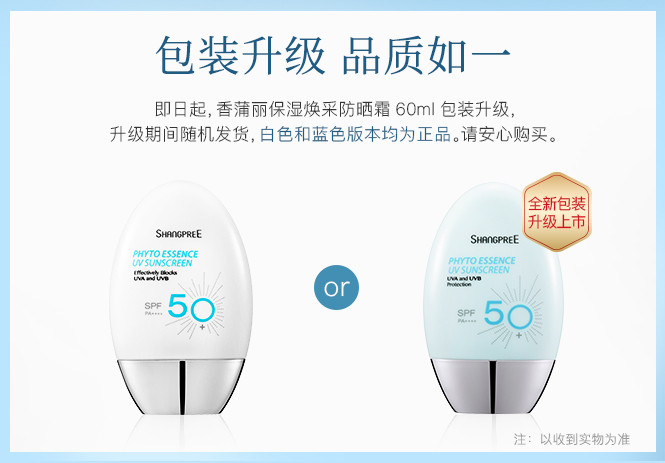 包装升级 品质如一
即日起, 香蒲丽保湿焕采防晒霜 60ml 包装升级,
升级期间随机发货, 白色和蓝色版本均为正品。请安心购买。
SHANGPREE
PHYTO ESSENCE
UV SUNSCREEN
Effectively Blocks
UVA and UVB
SPF 50+
PA++++
or
全新包装
升级上市
SHANGPREE
PHYTO ESSENCE
UV SUNSCREEN
UVA and UVB
Protection
SPF 50+
PA++++
注: 以收到实物为准